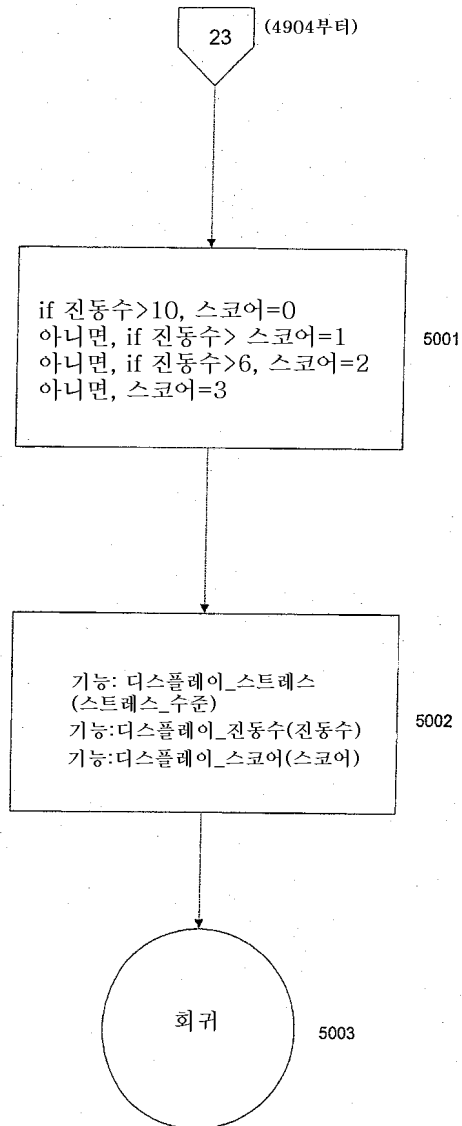 23
(4904부터)
if 진동수>10, 스코어=0
아니면, if 진동수> 스코어=1
아니면, if 진동수>6, 스코어=2
아니면, 스코어=3
5001
기능: 디스플레이_스트레스
(스트레스_수준)
기능:디스플레이_진동수(진동수)
기능:디스플레이_스코어(스코어)
5002
회귀
5003